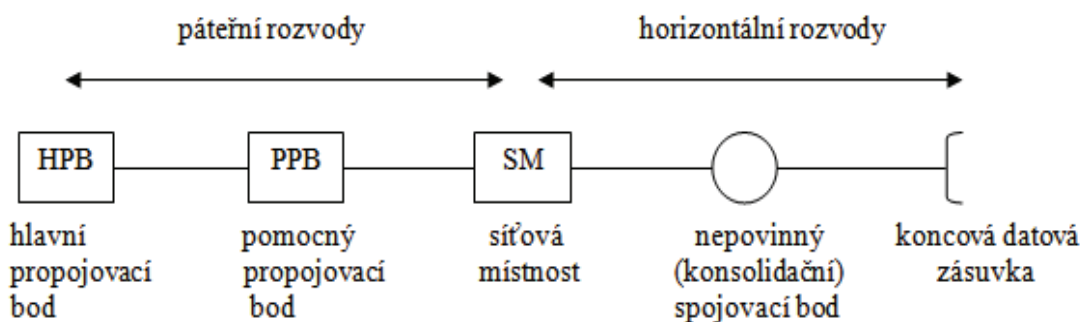 páteřní rozvody
horizontální rozvody
HPB
PPB
SM
hlavní
propojovací
bod
pomocný
propojovací
bod
síťová
místnost
nepovinný
(konsolidační)
spojovací bod
koncová datová
zásuvka